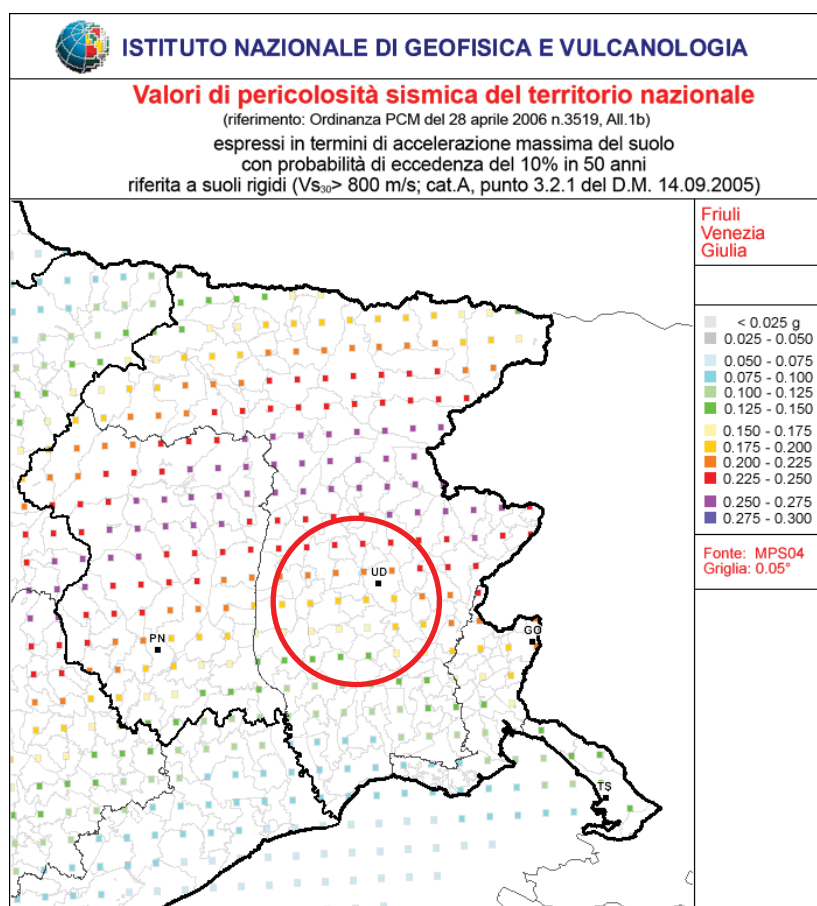 ISTITUTO NAZIONALE DI GEOFISICA E VULCANOLOGIA
Valori di pericolosità sismica del territorio nazionale
(riferimento: Ordinanza PCM del 28 aprile 2006 n.3519, All.1b)
espressi in termini di accelerazione massima del suolo
con probabilità di eccedenza del 10% in 50 anni
riferita a suoli rigidi (Vs₃₀> 800 m/s; cat.A, punto 3.2.1 del D.M. 14.09.2005)
Friuli
Venezia
Giulia
< 0.025 g
0.025 - 0.050
0.050 - 0.075
0.075 - 0.100
0.100 - 0.125
0.125 - 0.150
0.150 - 0.175
0.175 - 0.200
0.200 - 0.225
0.225 - 0.250
0.250 - 0.275
0.275 - 0.300
Fonte: MPS04
Griglia: 0.05°
UD
PN
GO
TS